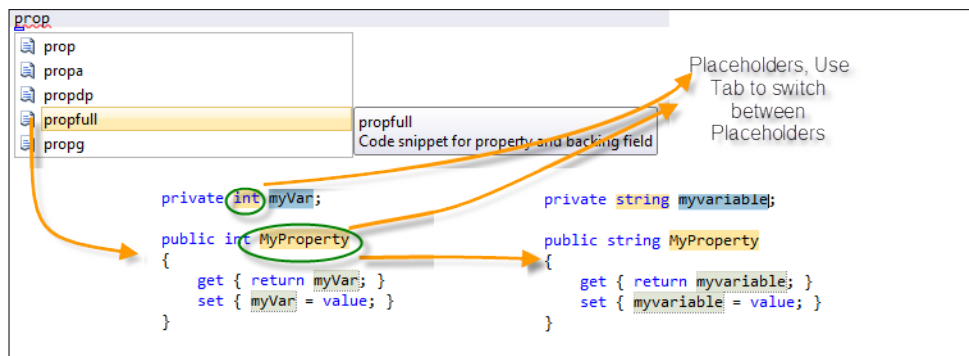 prop
prop
propa
propdp
propfull
propg
propfull
Code snippet for property and backing field
Placeholders, Use
Tab to switch
between
Placeholders
private int myVar;
public int MyProperty
{
get { return myVar; }
set { myVar = value; }
}
private string myvariable;
public string MyProperty
{
get { return myvariable; }
set { myvariable = value; }
}